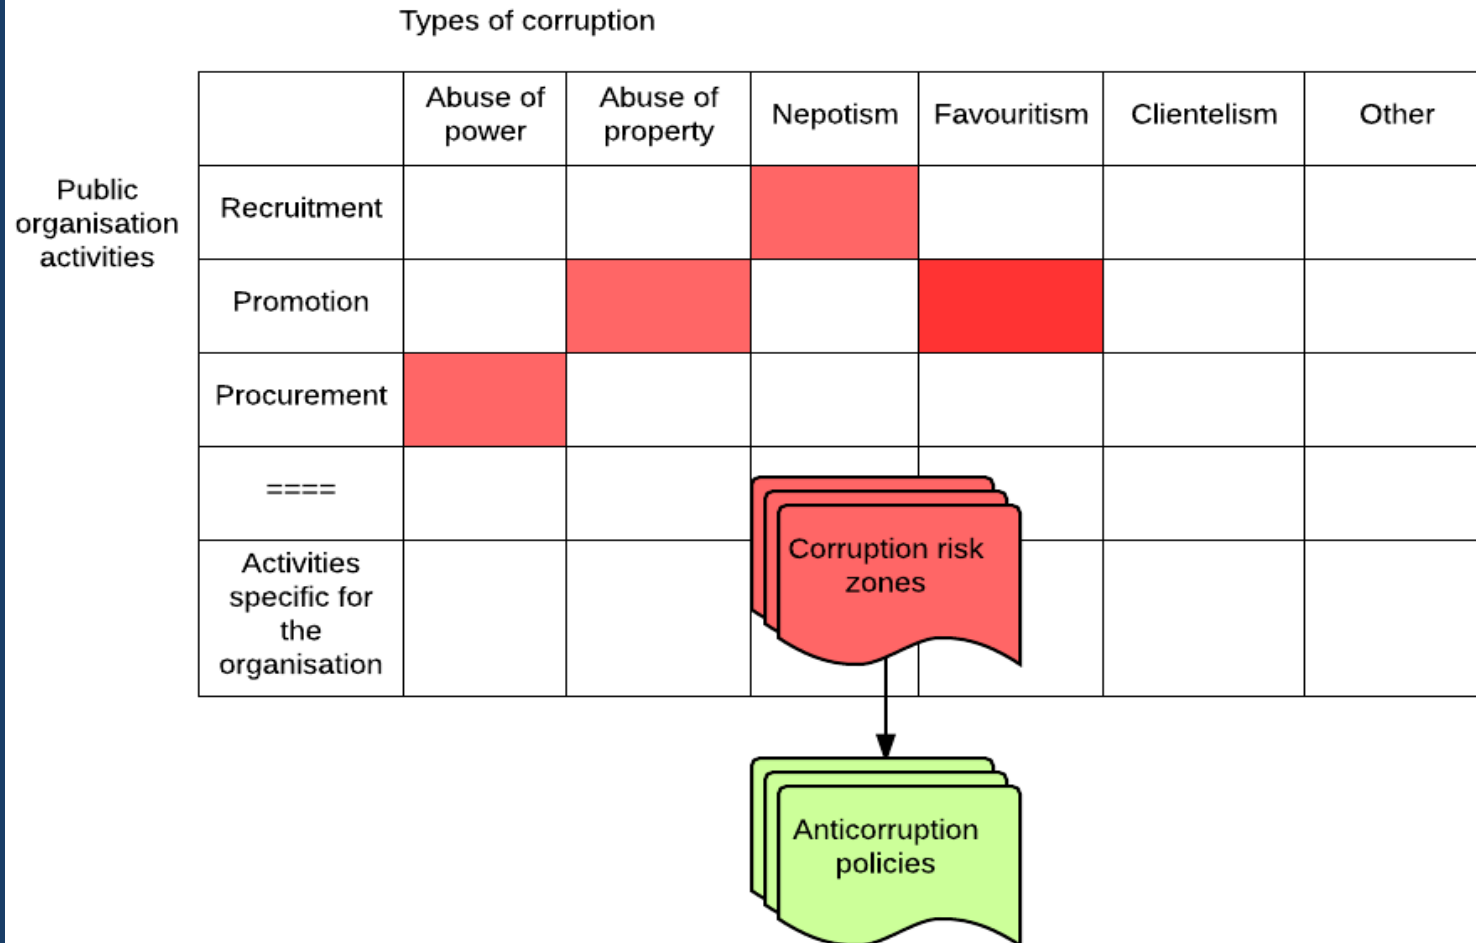 Types of corruption
Abuse of
power
Abuse of
property
Nepotism
Favouritism
Clientelism
Other
Public
organisation
activities
Recruitment
Promotion
Procurement
====
Activities
specific for
the
organisation
Corruption risk
zones
Anticorruption
policies